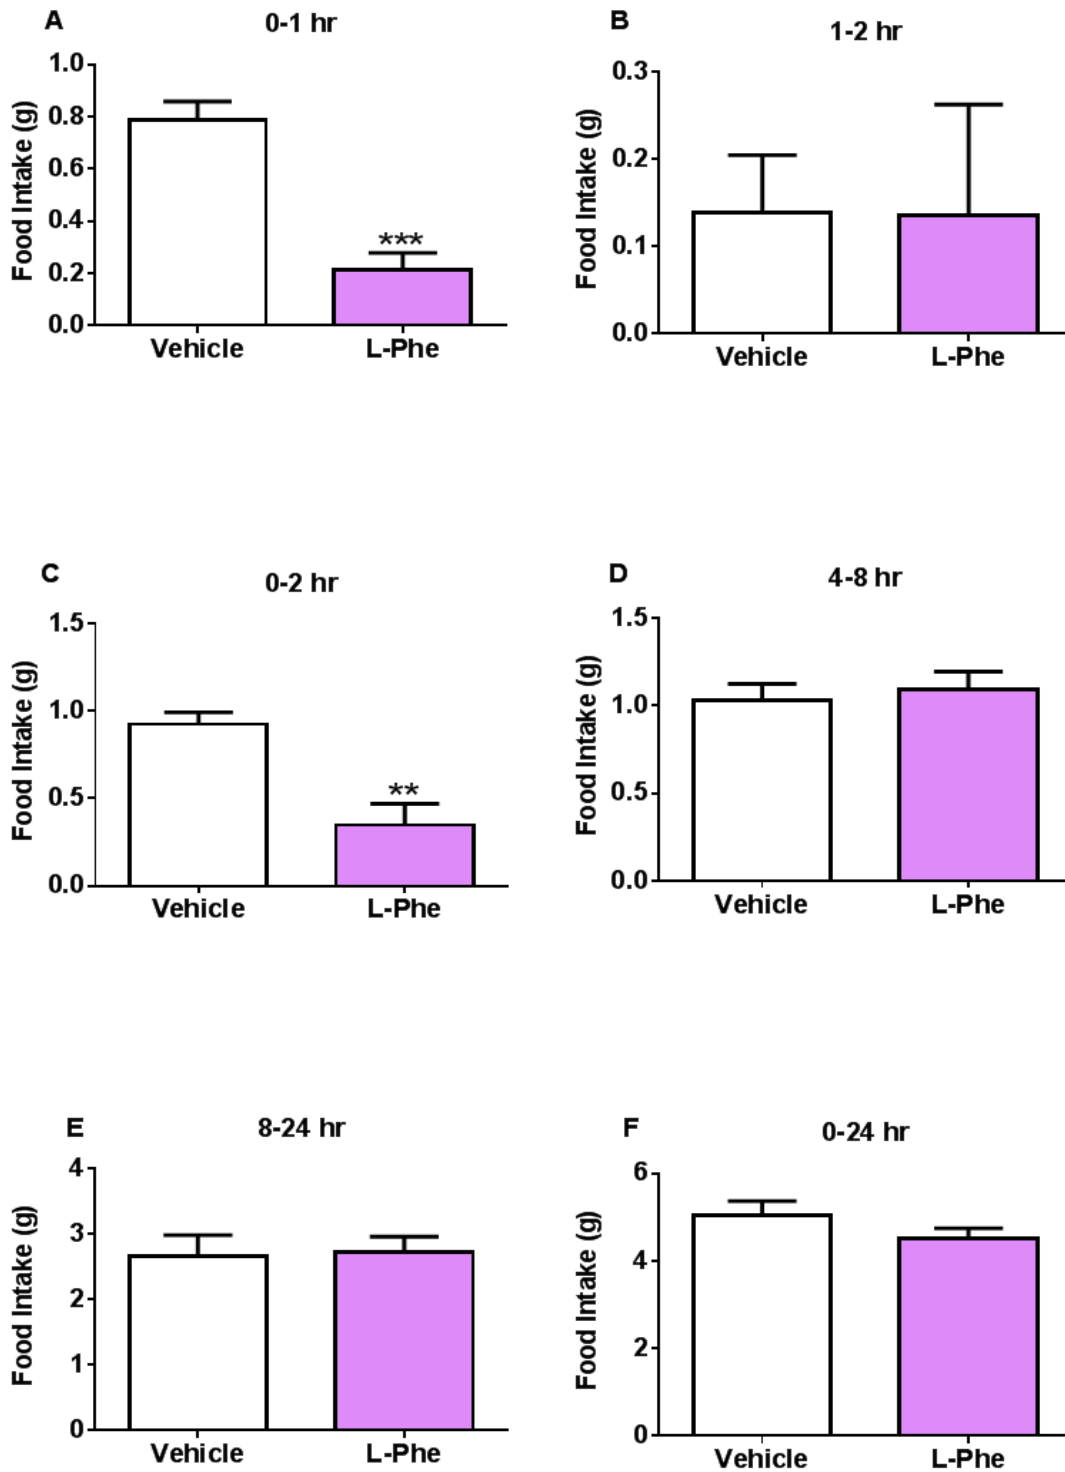 A
0-1 hr
Food Intake (g)
1.0
0.8
0.6
0.4
0.2
0.0
***
Vehicle
L-Phe
B
1-2 hr
Food Intake (g)
0.3
0.2
0.1
0.0
Vehicle
L-Phe
C
0-2 hr
Food Intake (g)
1.5
1.0
0.5
0.0
**
Vehicle
L-Phe
D
4-8 hr
Food Intake (g)
1.5
1.0
0.5
0.0
Vehicle
L-Phe
E
8-24 hr
Food Intake (g)
4
3
2
1
0
Vehicle
L-Phe
F
0-24 hr
Food Intake (g)
6
4
2
0
Vehicle
L-Phe